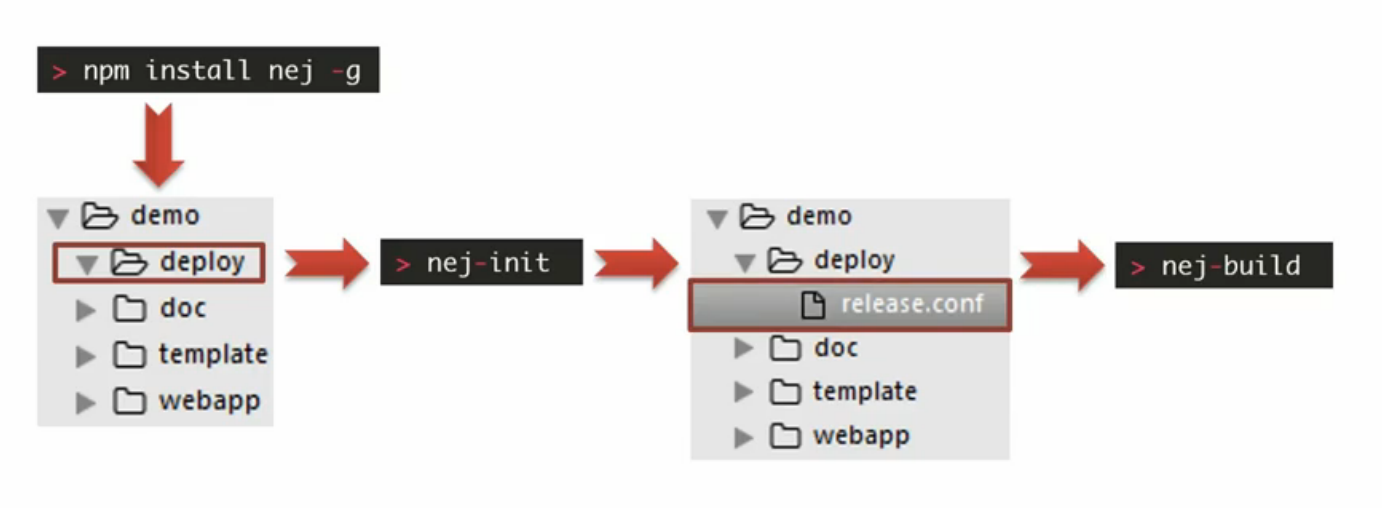 > npm install nej -g
demo
deploy
doc
template
webapp
> nej-init
demo
deploy
release.conf
doc
template
webapp
> nej-build